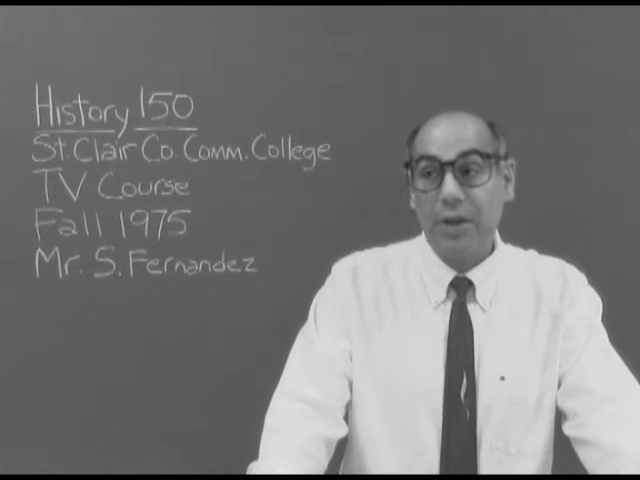 History 150
St. Clair Co. Comm. College
TV Course
Fall 1975
Mr. S. Fernandez